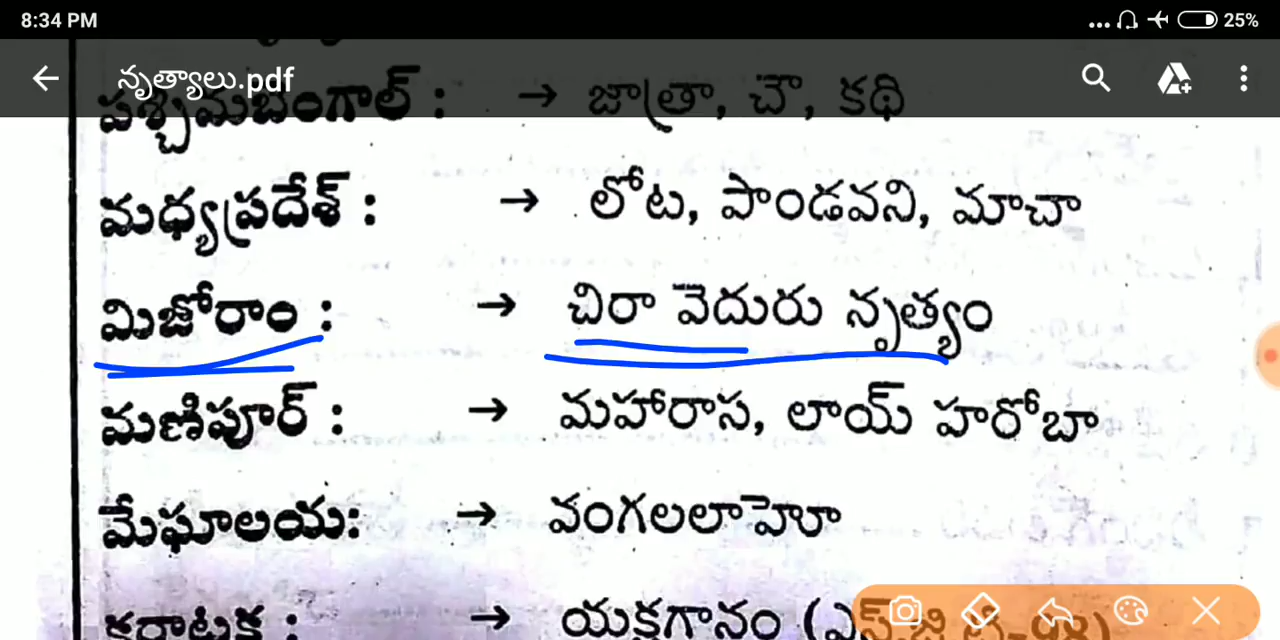 8:34 PM ... 25%
నృత్యాలు.pdf
పశ్చిమబెంగాల్ : → జాత్రా, చౌ, కథి
మధ్యప్రదేశ్ : → లోట, పాండవని, మాచా
మిజోరాం : → చిరా వెదురు నృత్యం
మణిపూర్ : → మహారాస, లాయ్ హరోబా
మేఘాలయ: → వంగలలాహెూ
→ యక్షగానం